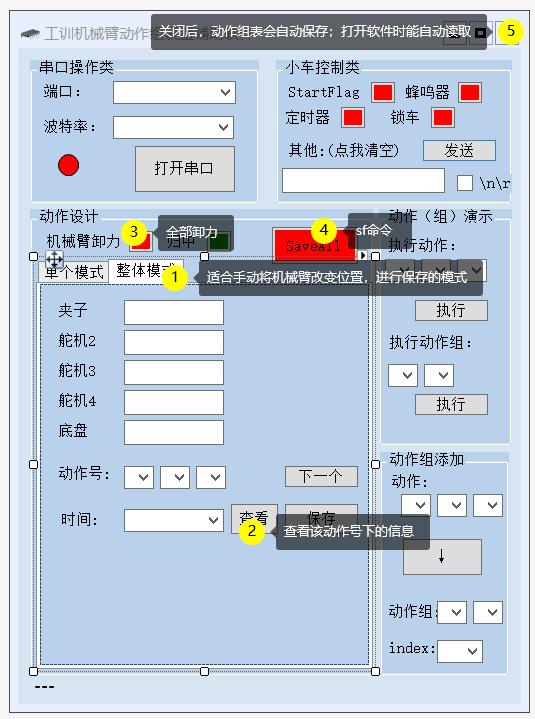 工训机械臂动作组
关闭后，动作组表会自动保存；打开软件时能自动读取
5
串口操作类
端口：
波特率：
打开串口
小车控制类
StartFlag
蜂鸣器
定时器
锁车
其他:(点我清空)
发送
\n\r
动作设计
机械臂卸力
3
全部卸力
归中
4
SaveAll
sf命令
单个模式
整体模式
1
适合手动将机械臂改变位置，进行保存的模式
夹子
舵机2
舵机3
舵机4
底盘
动作号：
下一个
时间：
查看
保存
2
查看该动作号下的信息
动作（组）演示
执行动作：
执行
执行动作组：
执行
动作组添加
动作：
↓
动作组:
index:
---